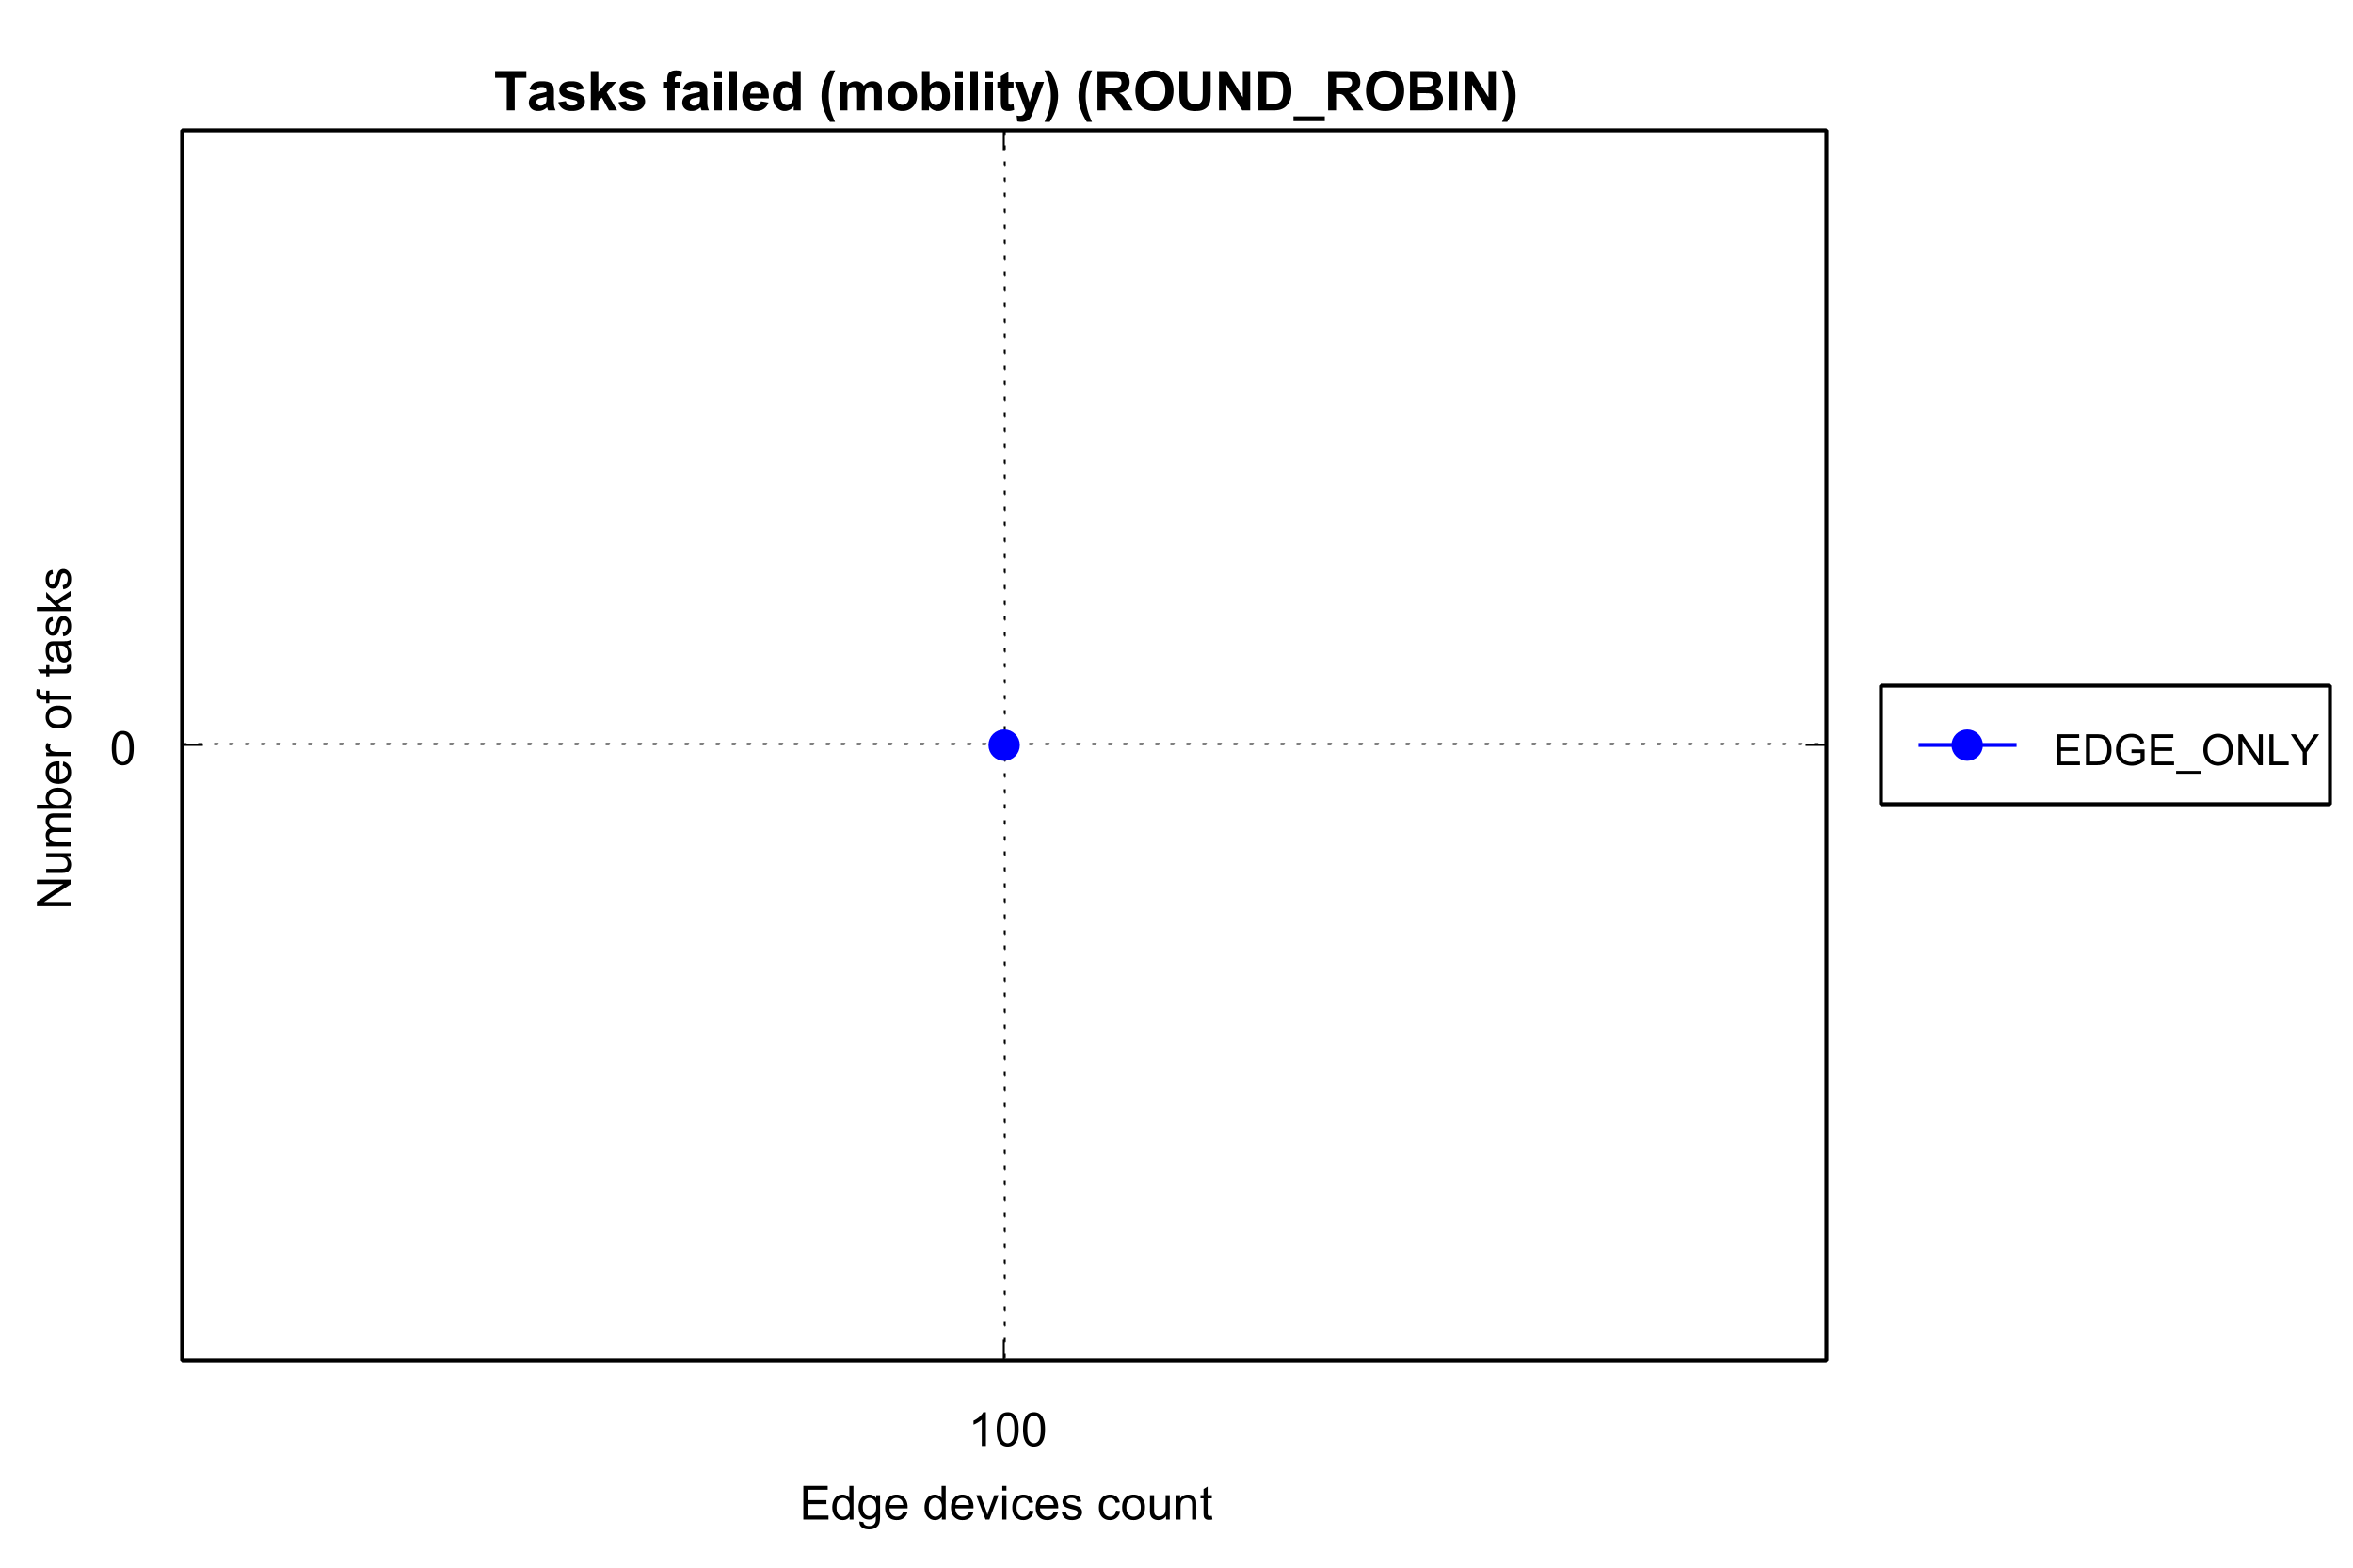 Tasks failed (mobility) (ROUND_ROBIN)
Number of tasks
0
EDGE_ONLY
100
Edge devices count